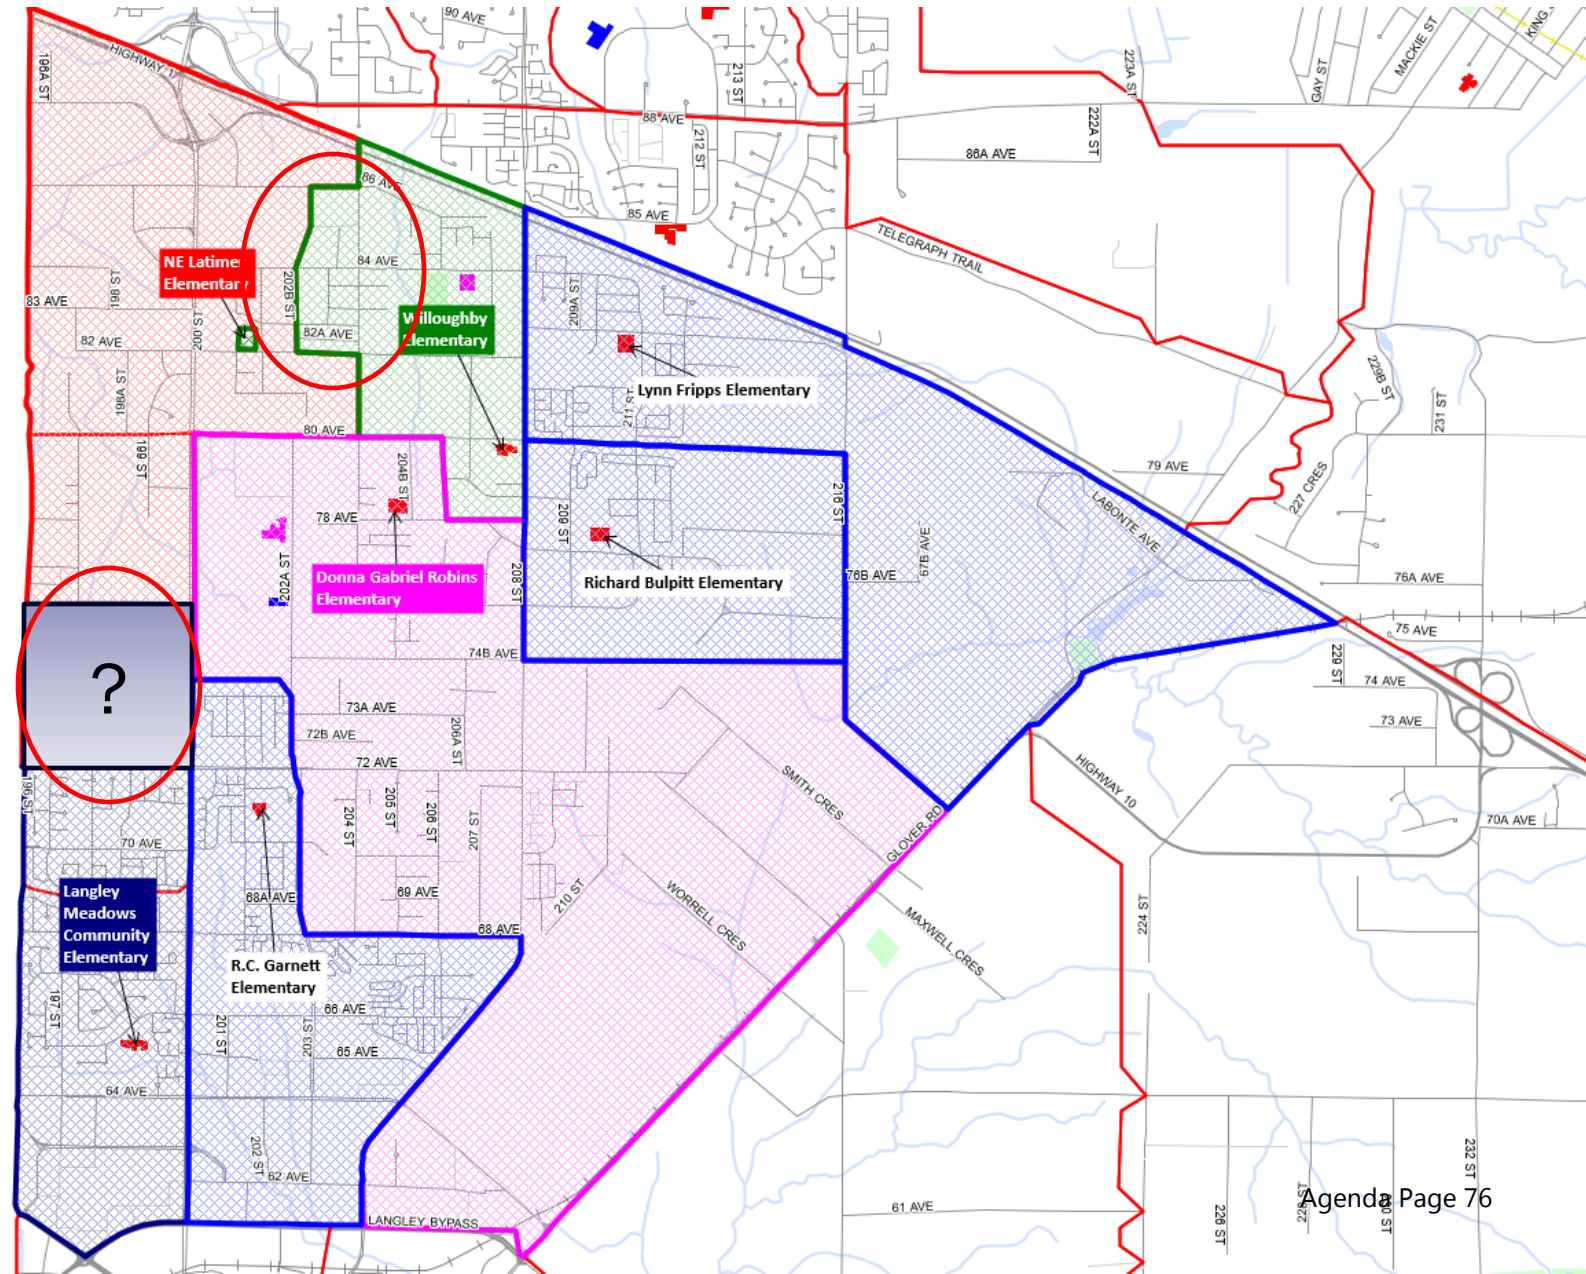 90 AVE
KING
MACKIE ST
GAY ST
223A ST
213 ST
196A ST
HIGHWAY 1
88 AVE
222A ST
212 ST
86A AVE
86 AVE
85 AVE
TELEGRAPH TRAIL
84 AVE
NE Latimer
Elementary
202B ST
198 ST
209A ST
83 AVE
200 ST
82A AVE
Willoughby
Elementary
82 AVE
198A ST
Lynn Fripps Elementary
211 ST
229B ST
231 ST
80 AVE
199 ST
204B ST
79 AVE
227 CRES
LABONTE AVE
216 ST
209 ST
78 AVE
202A ST
208 ST
76B AVE
76B AVE
76A AVE
Donna Gabriel Robins
Elementary
Richard Bulpitt Elementary
75 AVE
229 ST
74B AVE
74 AVE
?
73A AVE
73 AVE
206A ST
72B AVE
72 AVE
HIGHWAY 10
SMITH CRES
196 ST
204 ST
205 ST
206 ST
207 ST
GLOVER RD
70A AVE
70 AVE
Langley
Meadows
Community
Elementary
68A AVE
69 AVE
210 ST
WORRELL CRES
MAXWELL CRES
224 ST
68 AVE
R.C. Garnett
Elementary
197 ST
201 ST
66 AVE
203 ST
65 AVE
64 AVE
202 ST
62 AVE
232 ST
LANGLEY BYPASS
61 AVE
226 ST
Agenda Page 76